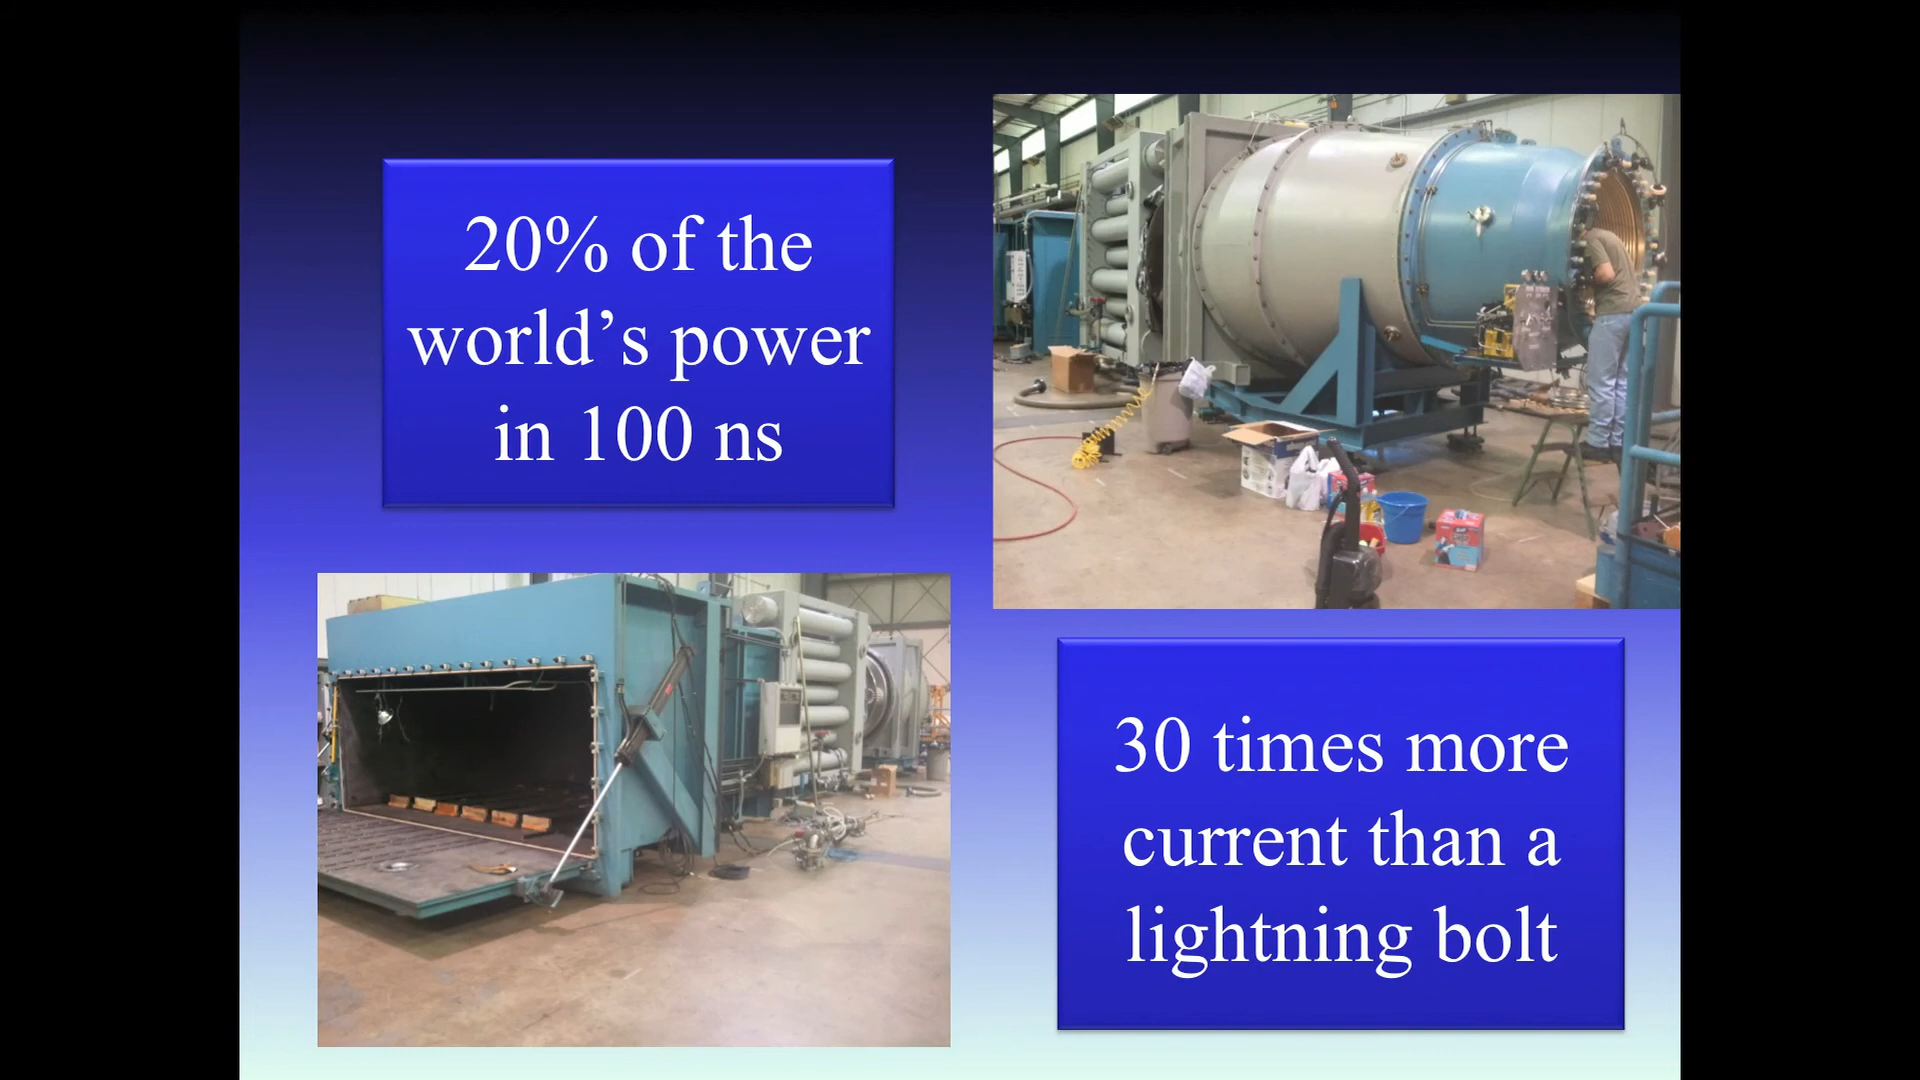 20% of the
world’s power
in 100 ns
30 times more
current than a
lightning bolt